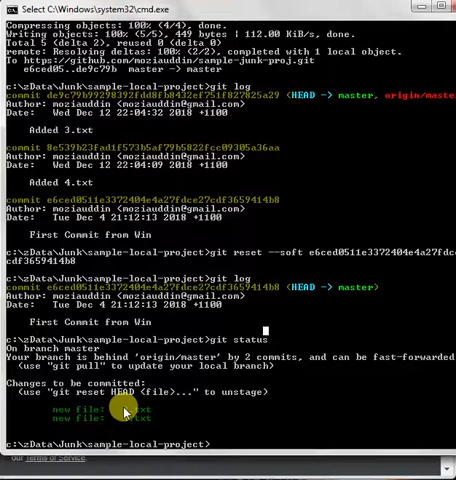 Select C:\Windows\system32\cmd.exe
Compressing objects: 100% (4/4), done.
Writing objects: 100% (5/5), 449 bytes | 112.00 KiB/s, done.
Total 5 (delta 2), reused 0 (delta 0)
remote: Resolving deltas: 100% (2/2), completed with 1 local object.
To https://github.com/moziauddin/sample-junk-proj.git
e6ced05..de9c79b master -> master
c:\zData\Junk\sample-local-project>git log
commit de9c79b99298392fdd8fb8432ef751f827825a29 (HEAD -> master, origin/maste
Author: moziauddin <moziauddin@gmail.com>
Date: Wed Dec 12 22:04:32 2018 +1100
Added 3.txt
commit 8e539b23fad1f573b5af79b5822fcc09305a36aa
Author: moziauddin <moziauddin@gmail.com>
Date: Wed Dec 12 22:04:09 2018 +1100
Added 4.txt
commit e6ced0511e3372404e4a27fdce27cdf3659414b8
Author: moziauddin <moziauddin@gmail.com>
Date: Tue Dec 4 21:12:13 2018 +1100
First Commit from Win
c:\zData\Junk\sample-local-project>git reset --soft e6ced0511e3372404e4a27fdce
cdf3659414b8
c:\zData\Junk\sample-local-project>git log
commit e6ced0511e3372404e4a27fdce27cdf3659414b8 (HEAD -> master)
Author: moziauddin <moziauddin@gmail.com>
Date: Tue Dec 4 21:12:13 2018 +1100
First Commit from Win
c:\zData\Junk\sample-local-project>git status
On branch master
Your branch is behind 'origin/master' by 2 commits, and can be fast-forwarded
(use "git pull" to update your local branch)
Changes to be committed:
(use "git reset HEAD <file>..." to unstage)
new file: .txt
new file: .txt
c:\zData\Junk\sample-local-project>
our Terms of Service.